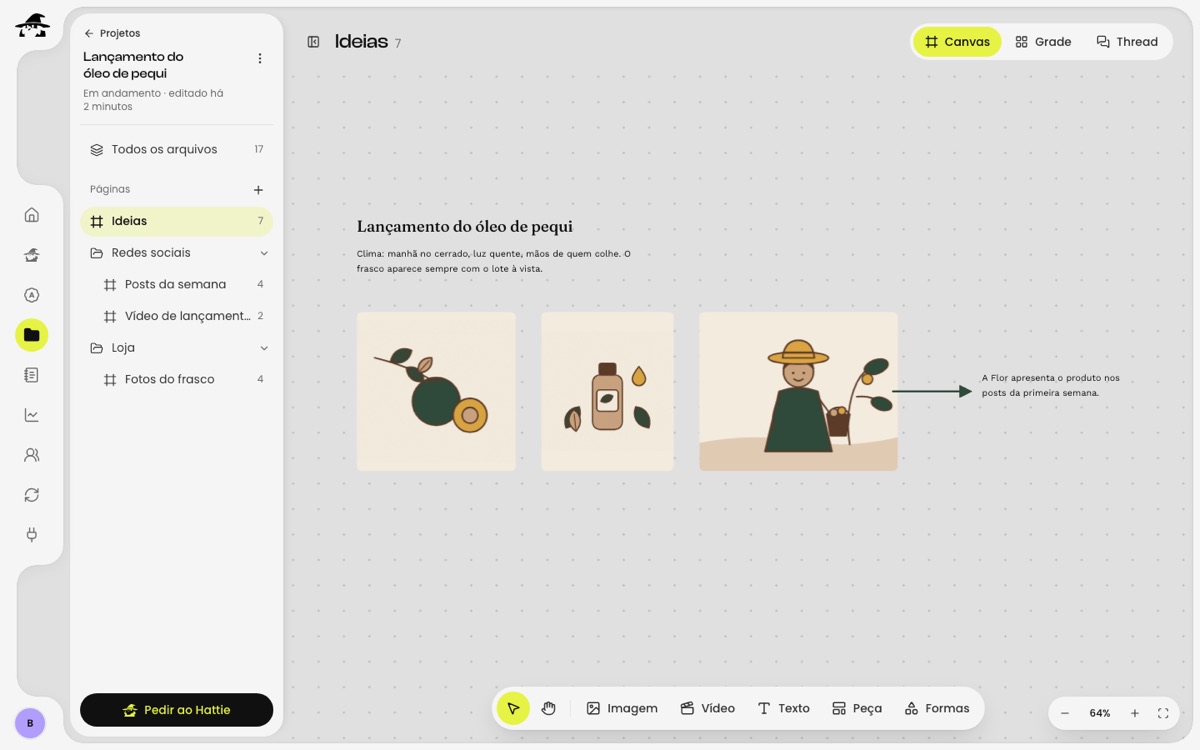 Projetos
Lançamento do
óleo de pequi
Em andamento · editado há
2 minutos
Todos os arquivos 17
Páginas
Ideias 7
Redes sociais
Posts da semana 4
Vídeo de lançament... 2
Loja
Fotos do frasco 4
Pedir ao Hattie
B
Ideias 7
Canvas
Grade
Thread
Lançamento do óleo de pequi
Clima: manhã no cerrado, luz quente, mãos de quem colhe. O
frasco aparece sempre com o lote à vista.
A Flor apresenta o produto nos
posts da primeira semana.
Imagem
Vídeo
Texto
Peça
Formas
64%